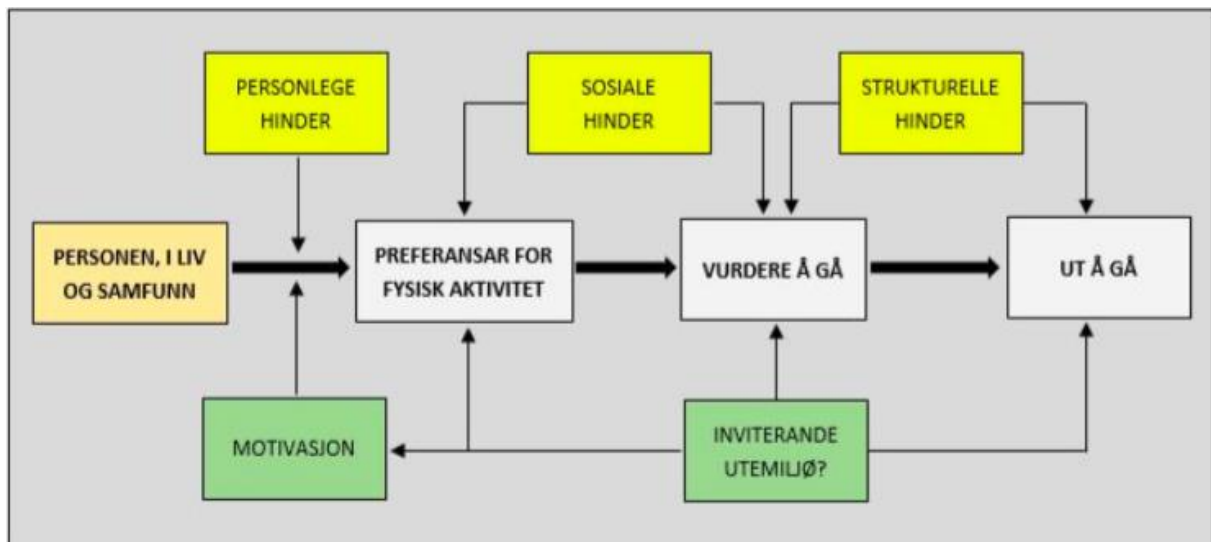 PERSONLEGE
HINDER
SOSIALE
HINDER
STRUKTURELLE
HINDER
PERSONEN, I LIV
OG SAMFUNN
PREFERANSAR FOR
FYSISK AKTIVITET
VURDERE Å GÅ
UT Å GÅ
MOTIVASJON
INVITERANDE
UTEMILJØ?